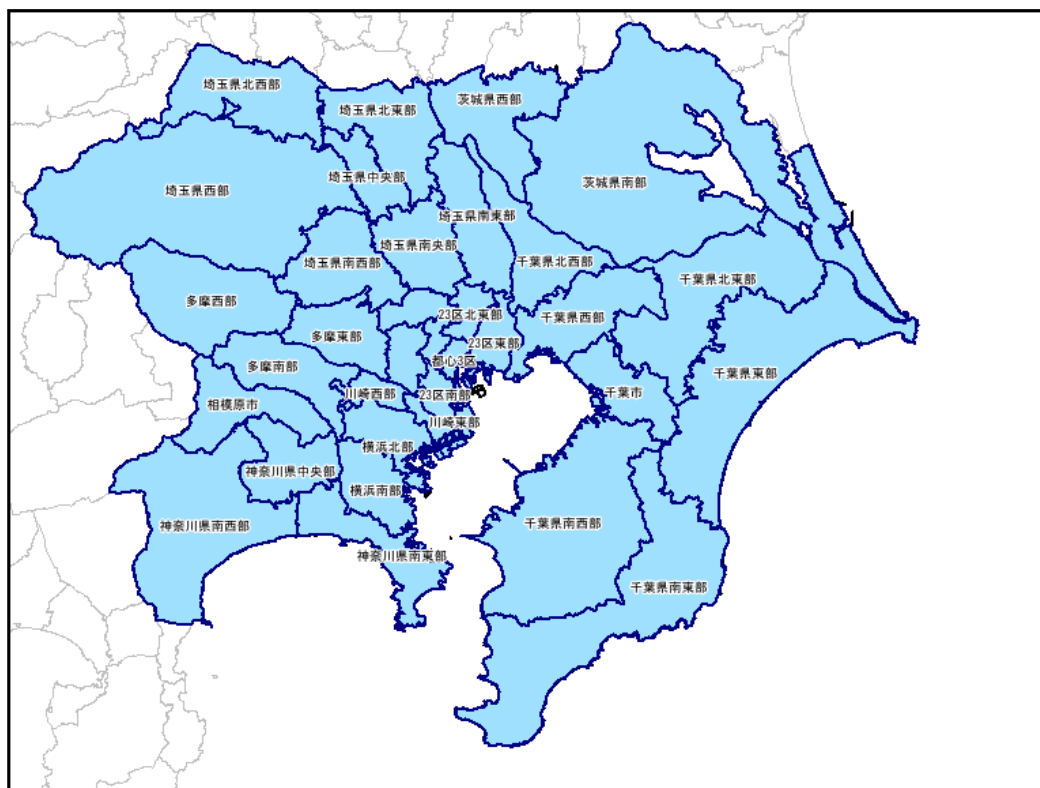 埼玉県北西部
埼玉県北東部
茨城県西部
埼玉県西部
埼玉県中央部
茨城県南部
埼玉県南東部
埼玉県南央部
埼玉県南西部
千葉県北西部
千葉県北東部
多摩西部
23区北東部
千葉県西部
多摩東部
23区東部
都心3区
多摩南部
千葉県東部
川崎西部
23区南部
千葉市
相模原市
川崎東部
横浜北部
神奈川県中央部
横浜南部
神奈川県南西部
千葉県南西部
神奈川県南東部
千葉県南東部